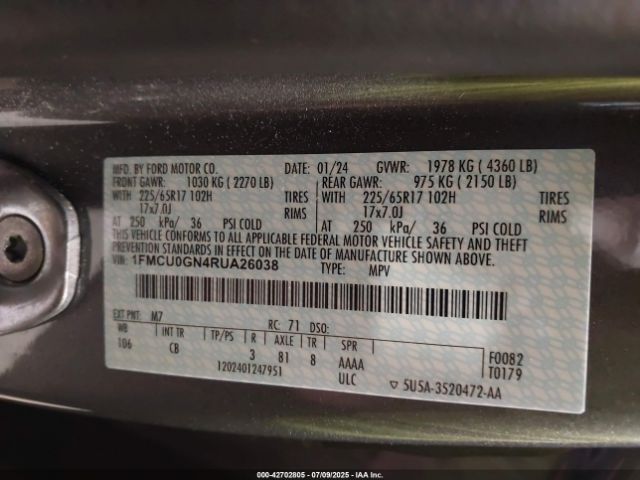 MFD. BY FORD MOTOR CO. DATE: 01/24 GVWR: 1978 KG ( 4360 LB)
FRONT GAWR: 1030 KG ( 2270 LB) REAR GAWR: 975 KG ( 2150 LB)
WITH 225/65R17 102H TIRES WITH 225/65R17 102H TIRES
17x7.0J RIMS 17x7.0J RIMS
AT 250 kPa/ 36 PSI COLD AT 250 kPa/ 36 PSI COLD
THIS VEHICLE CONFORMS TO ALL APPLICABLE FEDERAL MOTOR VEHICLE SAFETY AND THEFT
PREVENTION STANDARDS IN EFFECT ON THE DATE OF MANUFACTURE SHOWN ABOVE.
VIN: 1FMCU0GN4RUA26038 TYPE: MPV
EXT PNT: M7 RC: 71 DSO:
WB INT TR TP/PS R AXLE TR SPR
106 CB 3 81 8 AAAA F0082
1202401247951 ULC T0179
▽ 5U5A-3520472-AA
000-42702805 - 07/09/2025 - IAAI.com